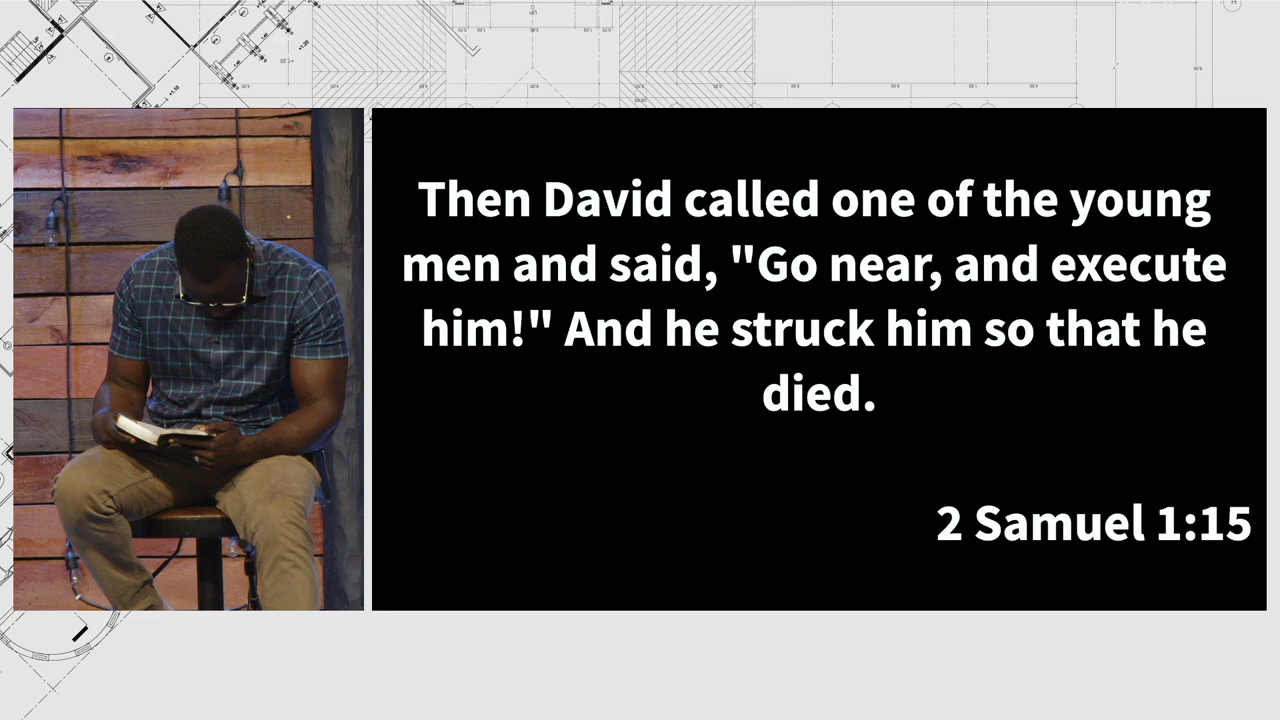 Then David called one of the young
men and said, "Go near, and execute
him!" And he struck him so that he
died.
2 Samuel 1:15